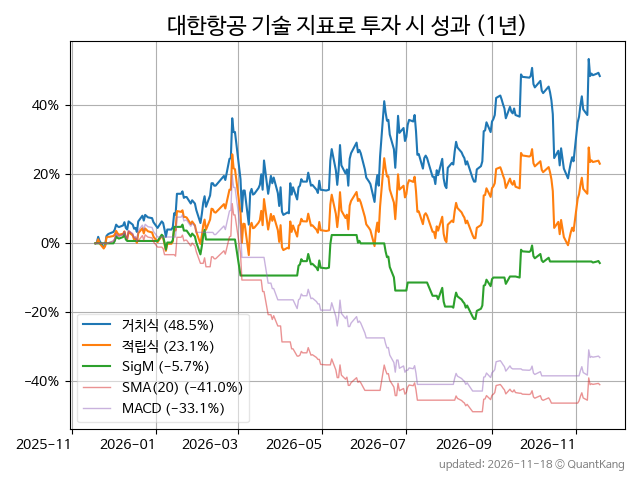 대한항공 기술 지표로 투자 시 성과 (1년)
40%
20%
0%
−20%
−40%
거치식 (48.5%)
적립식 (23.1%)
SigM (−5.7%)
SMA(20) (−41.0%)
MACD (−33.1%)
2025-11 2026-01 2026-03 2026-05 2026-07 2026-09 2026-11
updated: 2026-11-18 © QuantKang